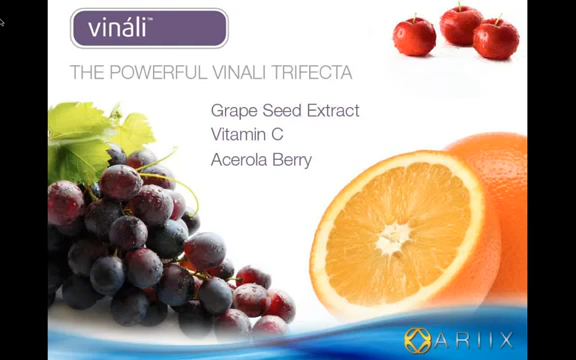 vináli™
THE POWERFUL VINALI TRIFECTA
Grape Seed Extract
Vitamin C
Acerola Berry
ARIIX